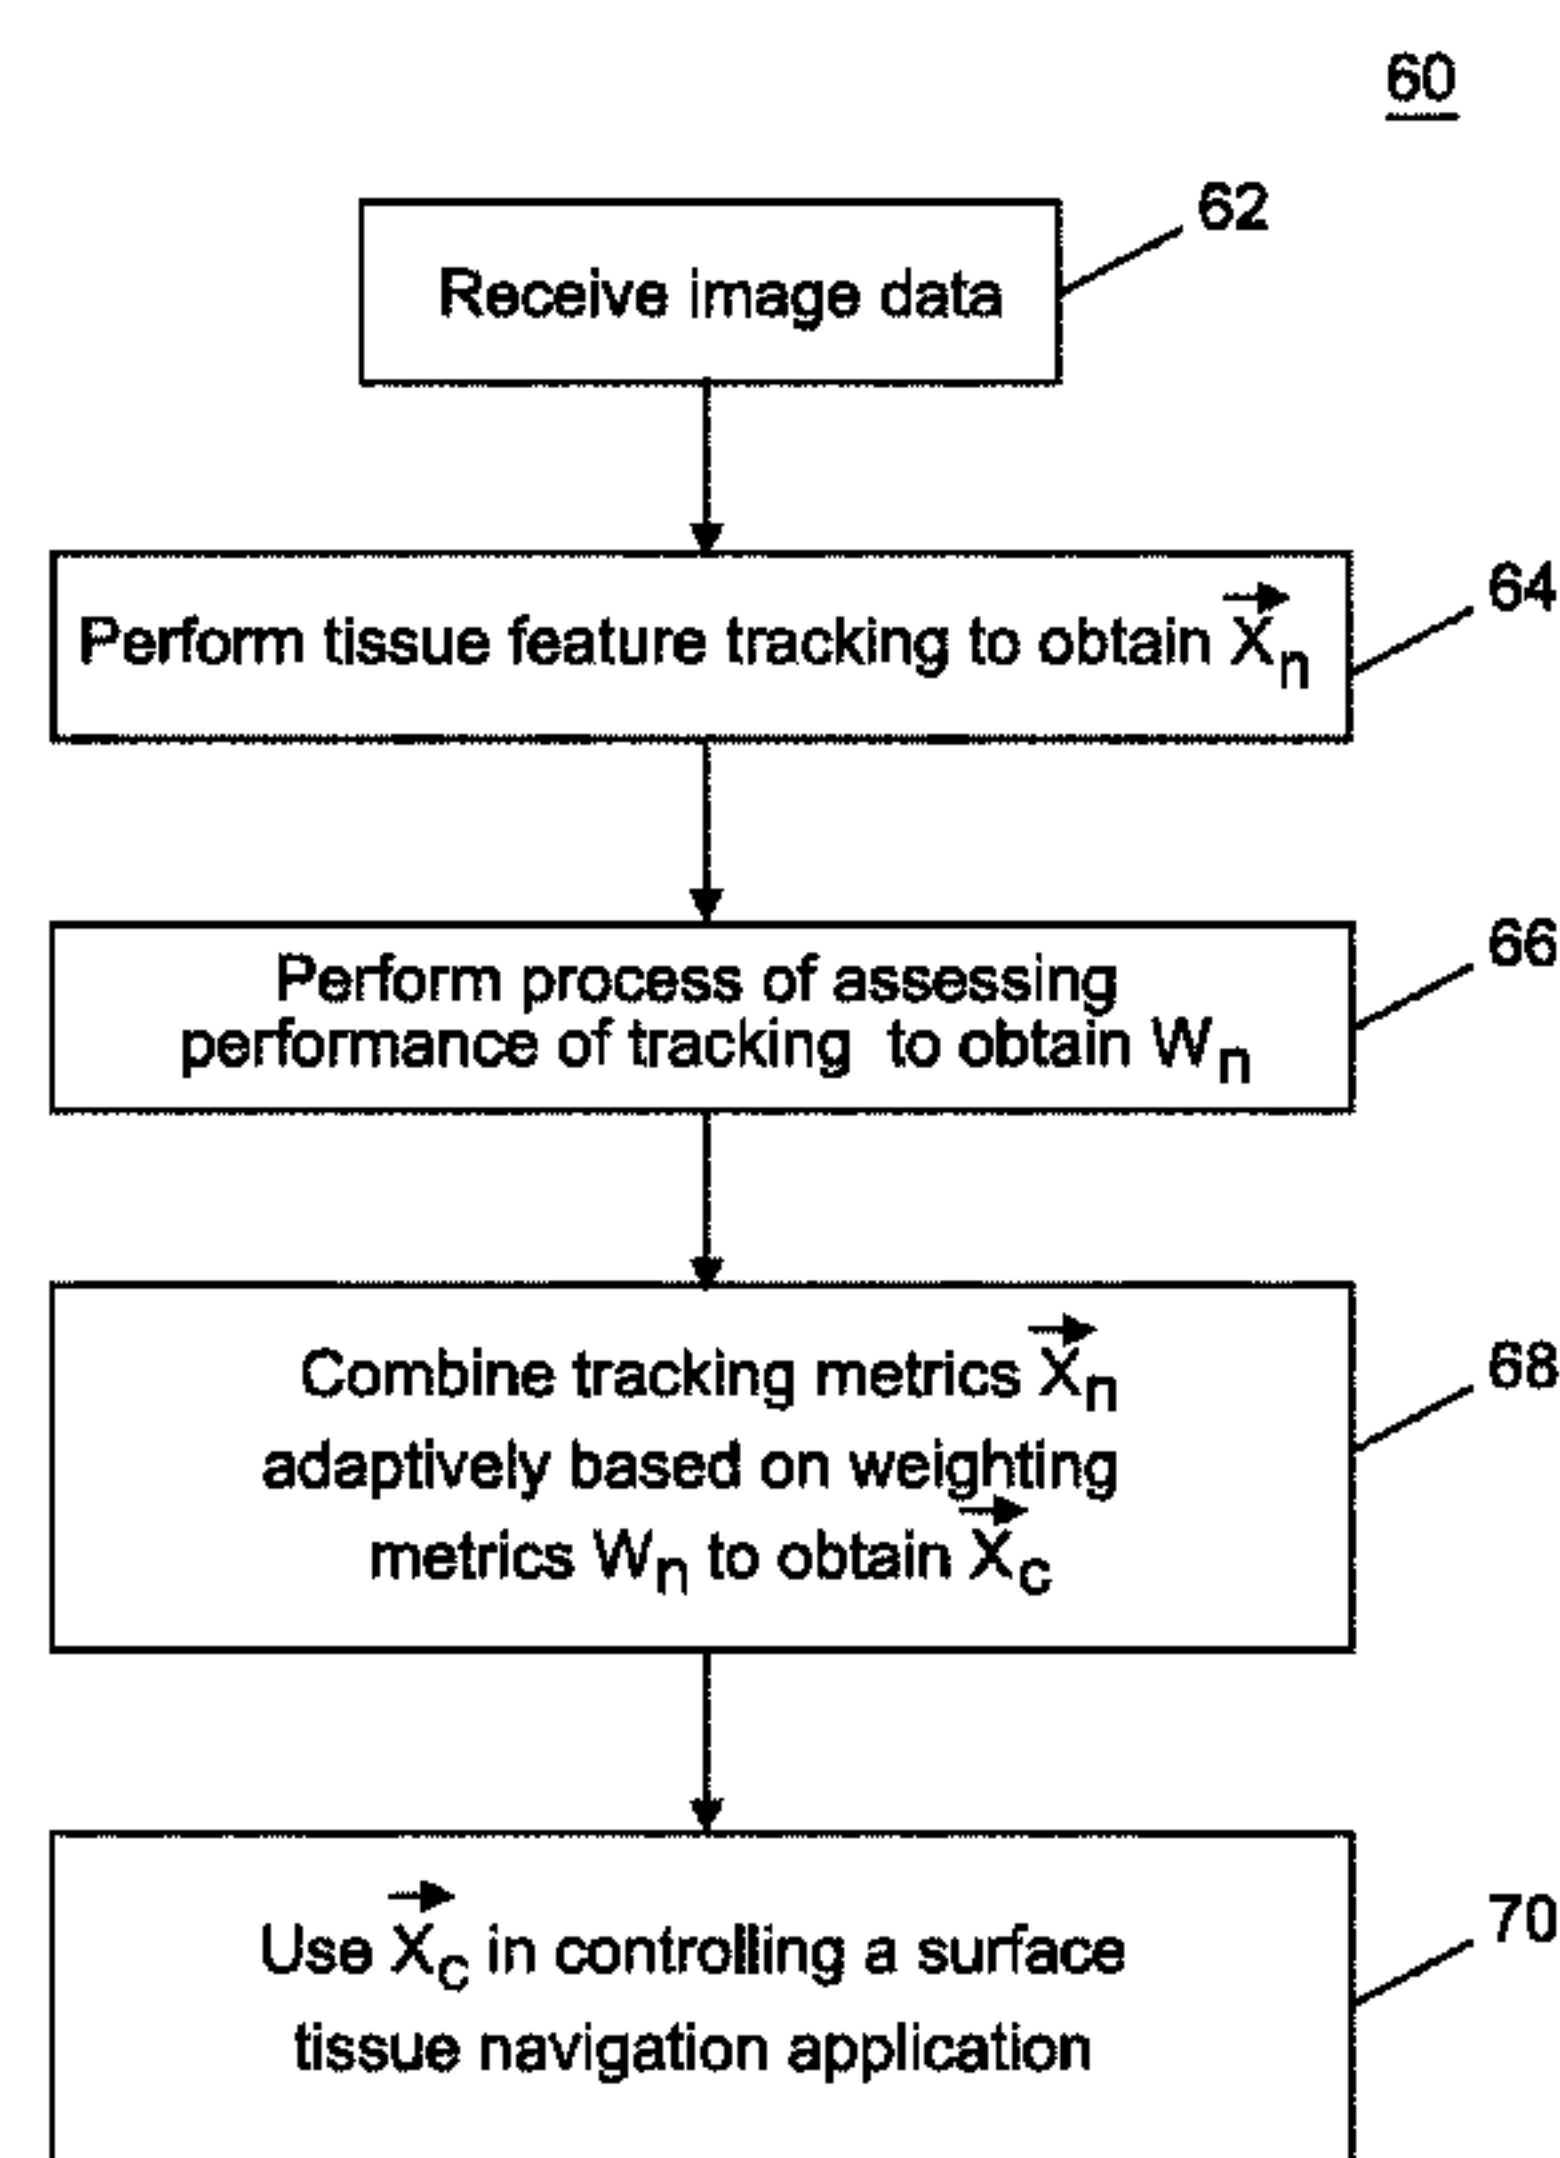 60
62
Receive image data
64
Perform tissue feature tracking to obtain X⃗n
66
Perform process of assessing
performance of tracking to obtain Wn
68
Combine tracking metrics X⃗n
adaptively based on weighting
metrics Wn to obtain X⃗c
70
Use X⃗c in controlling a surface
tissue navigation application